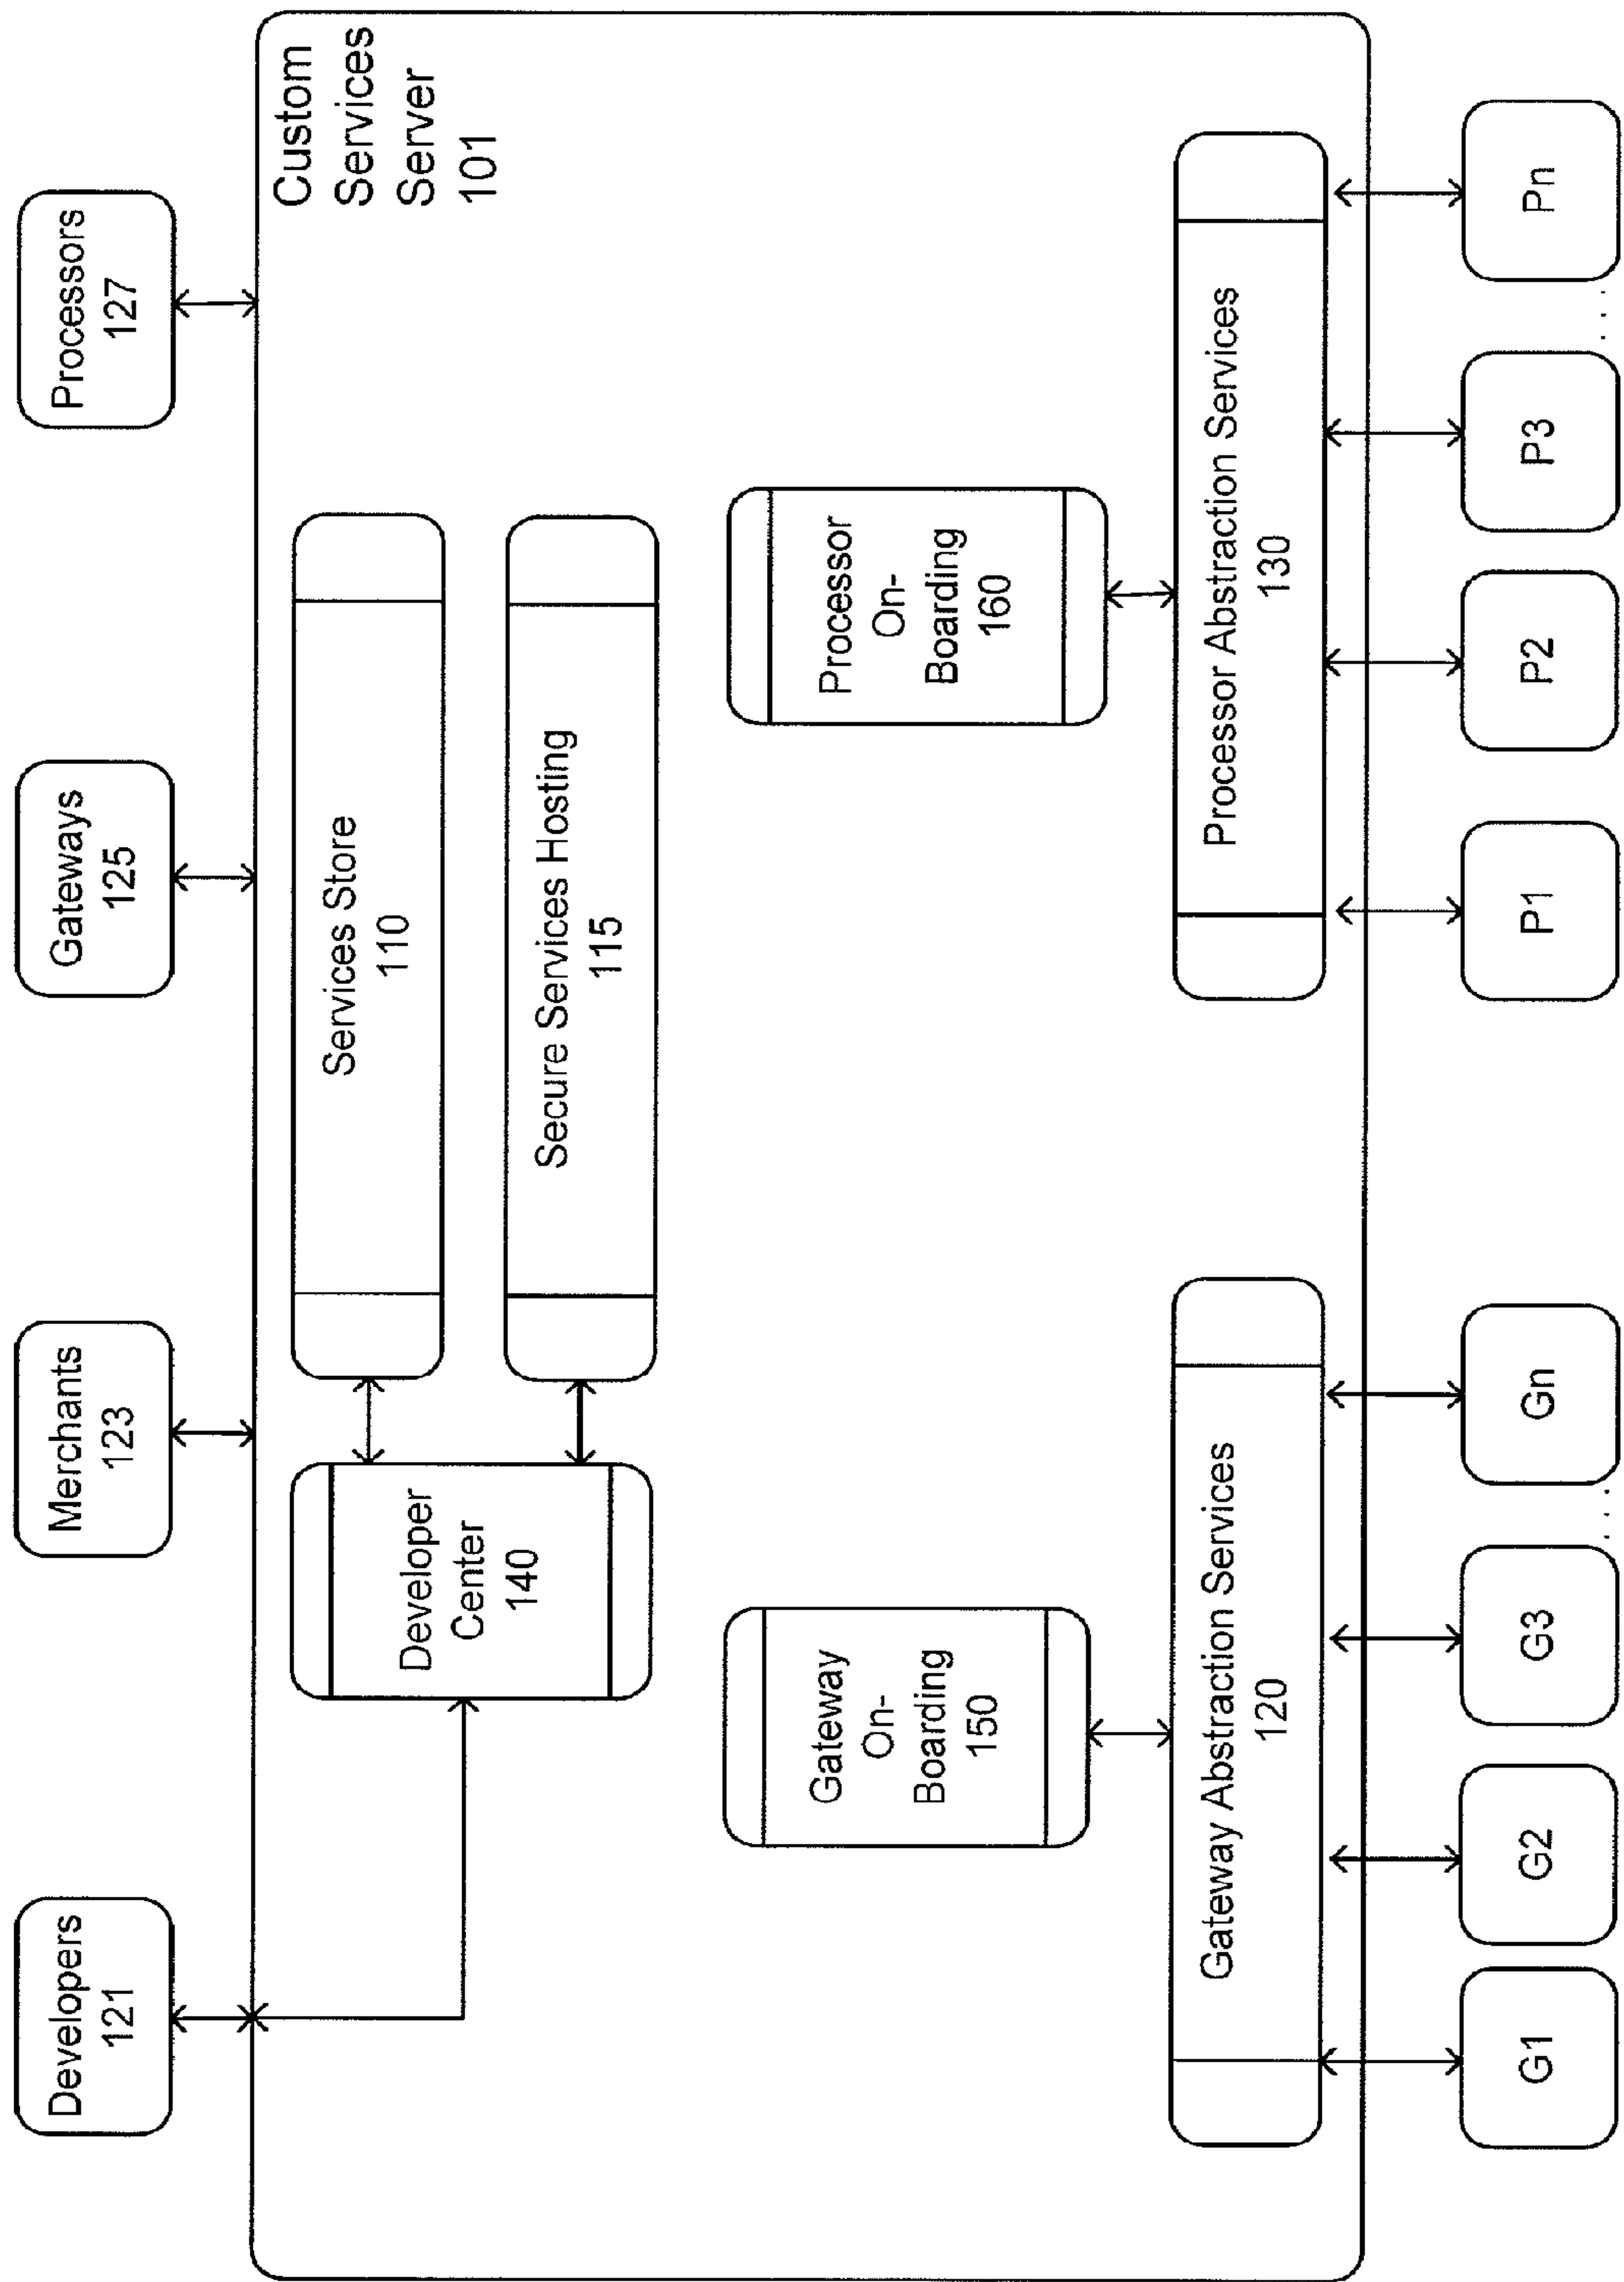 Developers
121
Merchants
123
Gateways
125
Processors
127
Custom
Services
Server
101
Developer
Center
140
Services Store
110
Secure Services Hosting
115
Gateway
On-
Boarding
150
Processor
On-
Boarding
160
Gateway Abstraction Services
120
Processor Abstraction Services
130
G1
G2
G3
. . .
Gn
P1
P2
P3
. . .
Pn